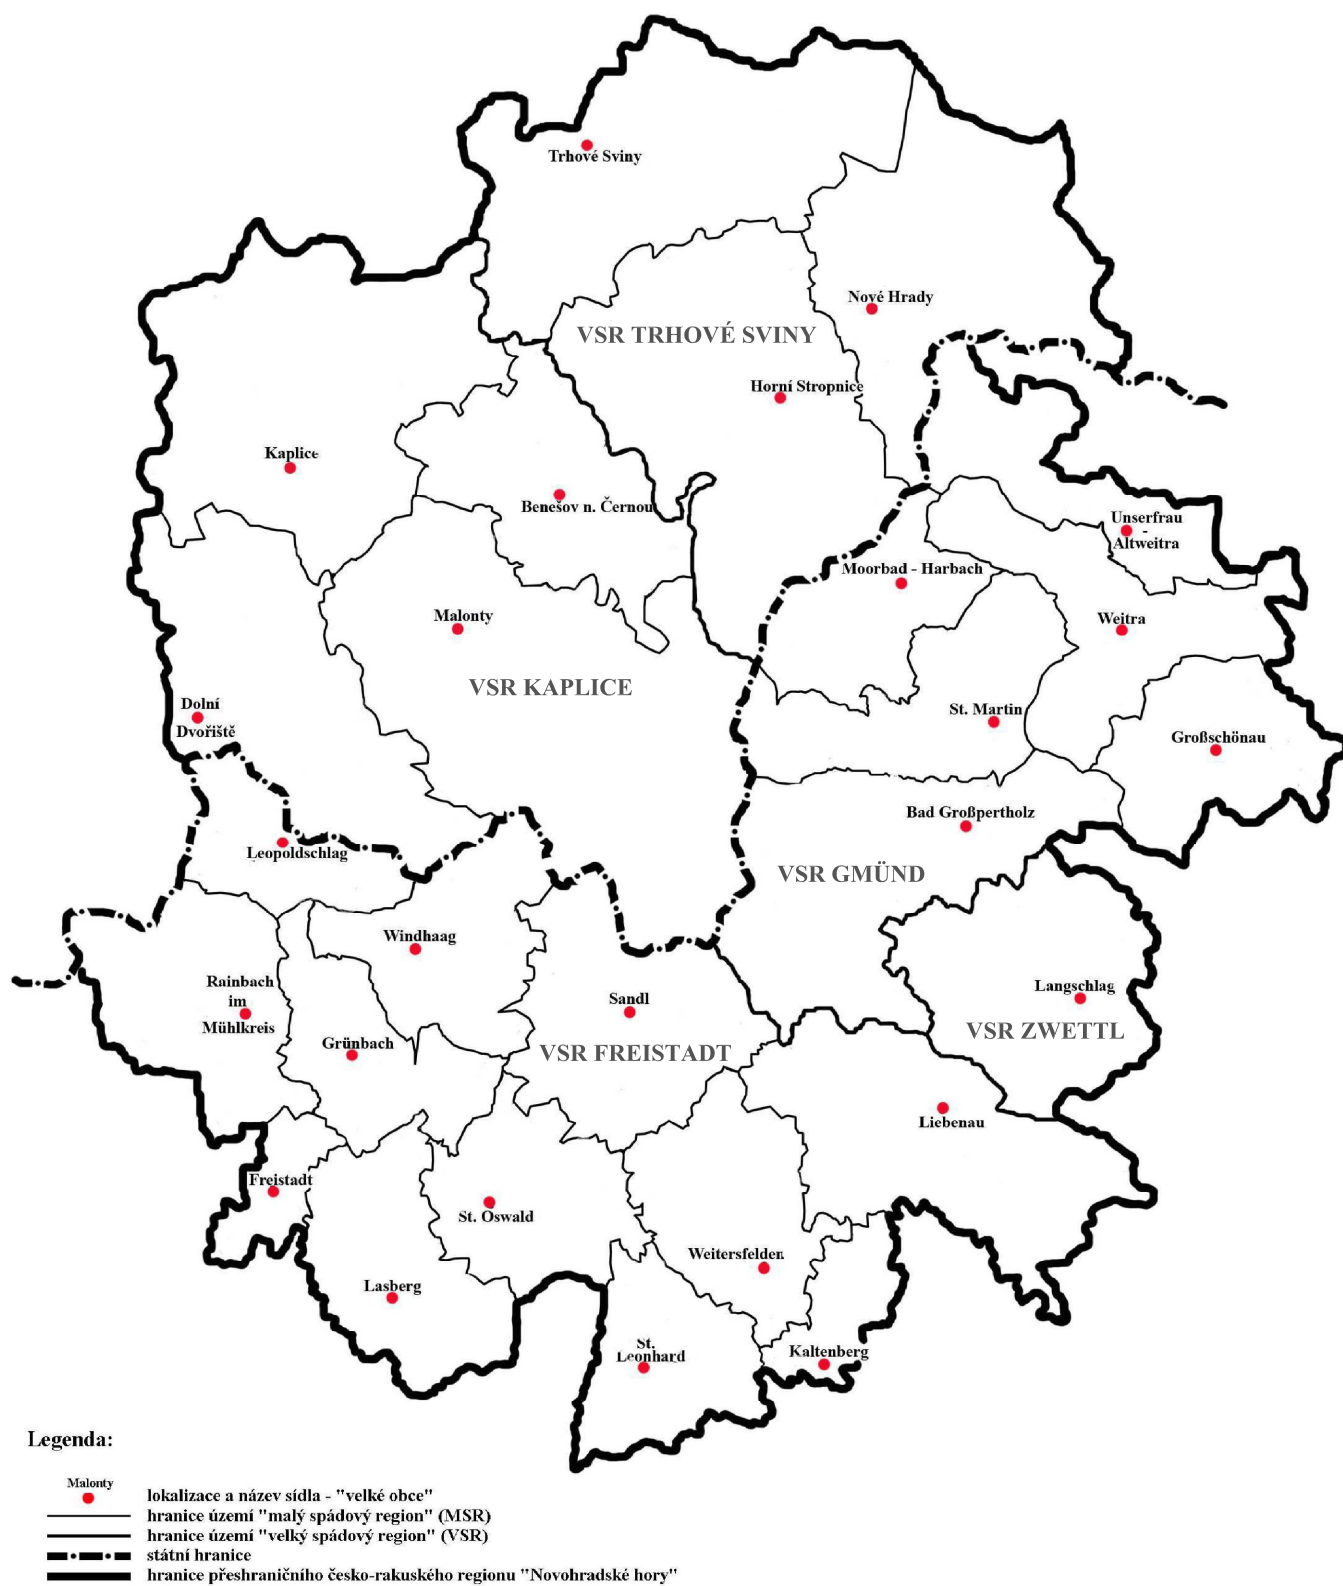 Trhové Sviny
Nové Hrady
VSR TRHOVÉ SVINY
Horní Stropnice
Kaplice
Benešov n. Černou
Unserfrau
-
Altweitra
Moorbad - Harbach
Malonty
Weitra
VSR KAPLICE
Dolní
Dvořiště
St. Martin
Großschönau
Bad Großpertholz
Leopoldschlag
VSR GMÜND
Windhaag
Rainbach
im
Mühlkreis
Sandl
Langschlag
Grünbach
VSR FREISTADT
VSR ZWETTL
Liebenau
Freistadt
St. Oswald
Weitersfelden
Lasberg
St.
Leonhard
Kaltenberg
Legenda:
Malonty
lokalizace a název sídla - "velké obce"
hranice území "malý spádový region" (MSR)
hranice území "velký spádový region" (VSR)
státní hranice
hranice přeshraničního česko-rakuského regionu "Novohradské hory"